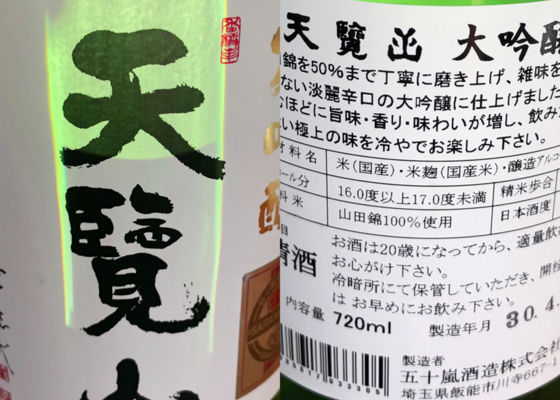 天覽
大吟醸
天覽山 大吟醸
錦を50%まで丁寧に磨き上げ、雑味を
ない淡麗辛口の大吟醸に仕上げました
ほどに旨味・香り・味わいが増し、飲み
い極上の味を冷やでお楽しみ下さい。
材料名 米(国産)・米麹(国産米)・醸造アルコ
ール分 16.0度以上17.0度未満 精米歩合
料米 山田錦100%使用 日本酒度
目
清酒
お酒は20歳になってから、適量飲
お心がけ下さい。
冷暗所にて保管していただき、開栓
は お早めにお飲み下さい。
内容量 720ml 製造年月 30.4
製造者
五十嵐酒造株式会
埼玉県飯能市川寺667-1